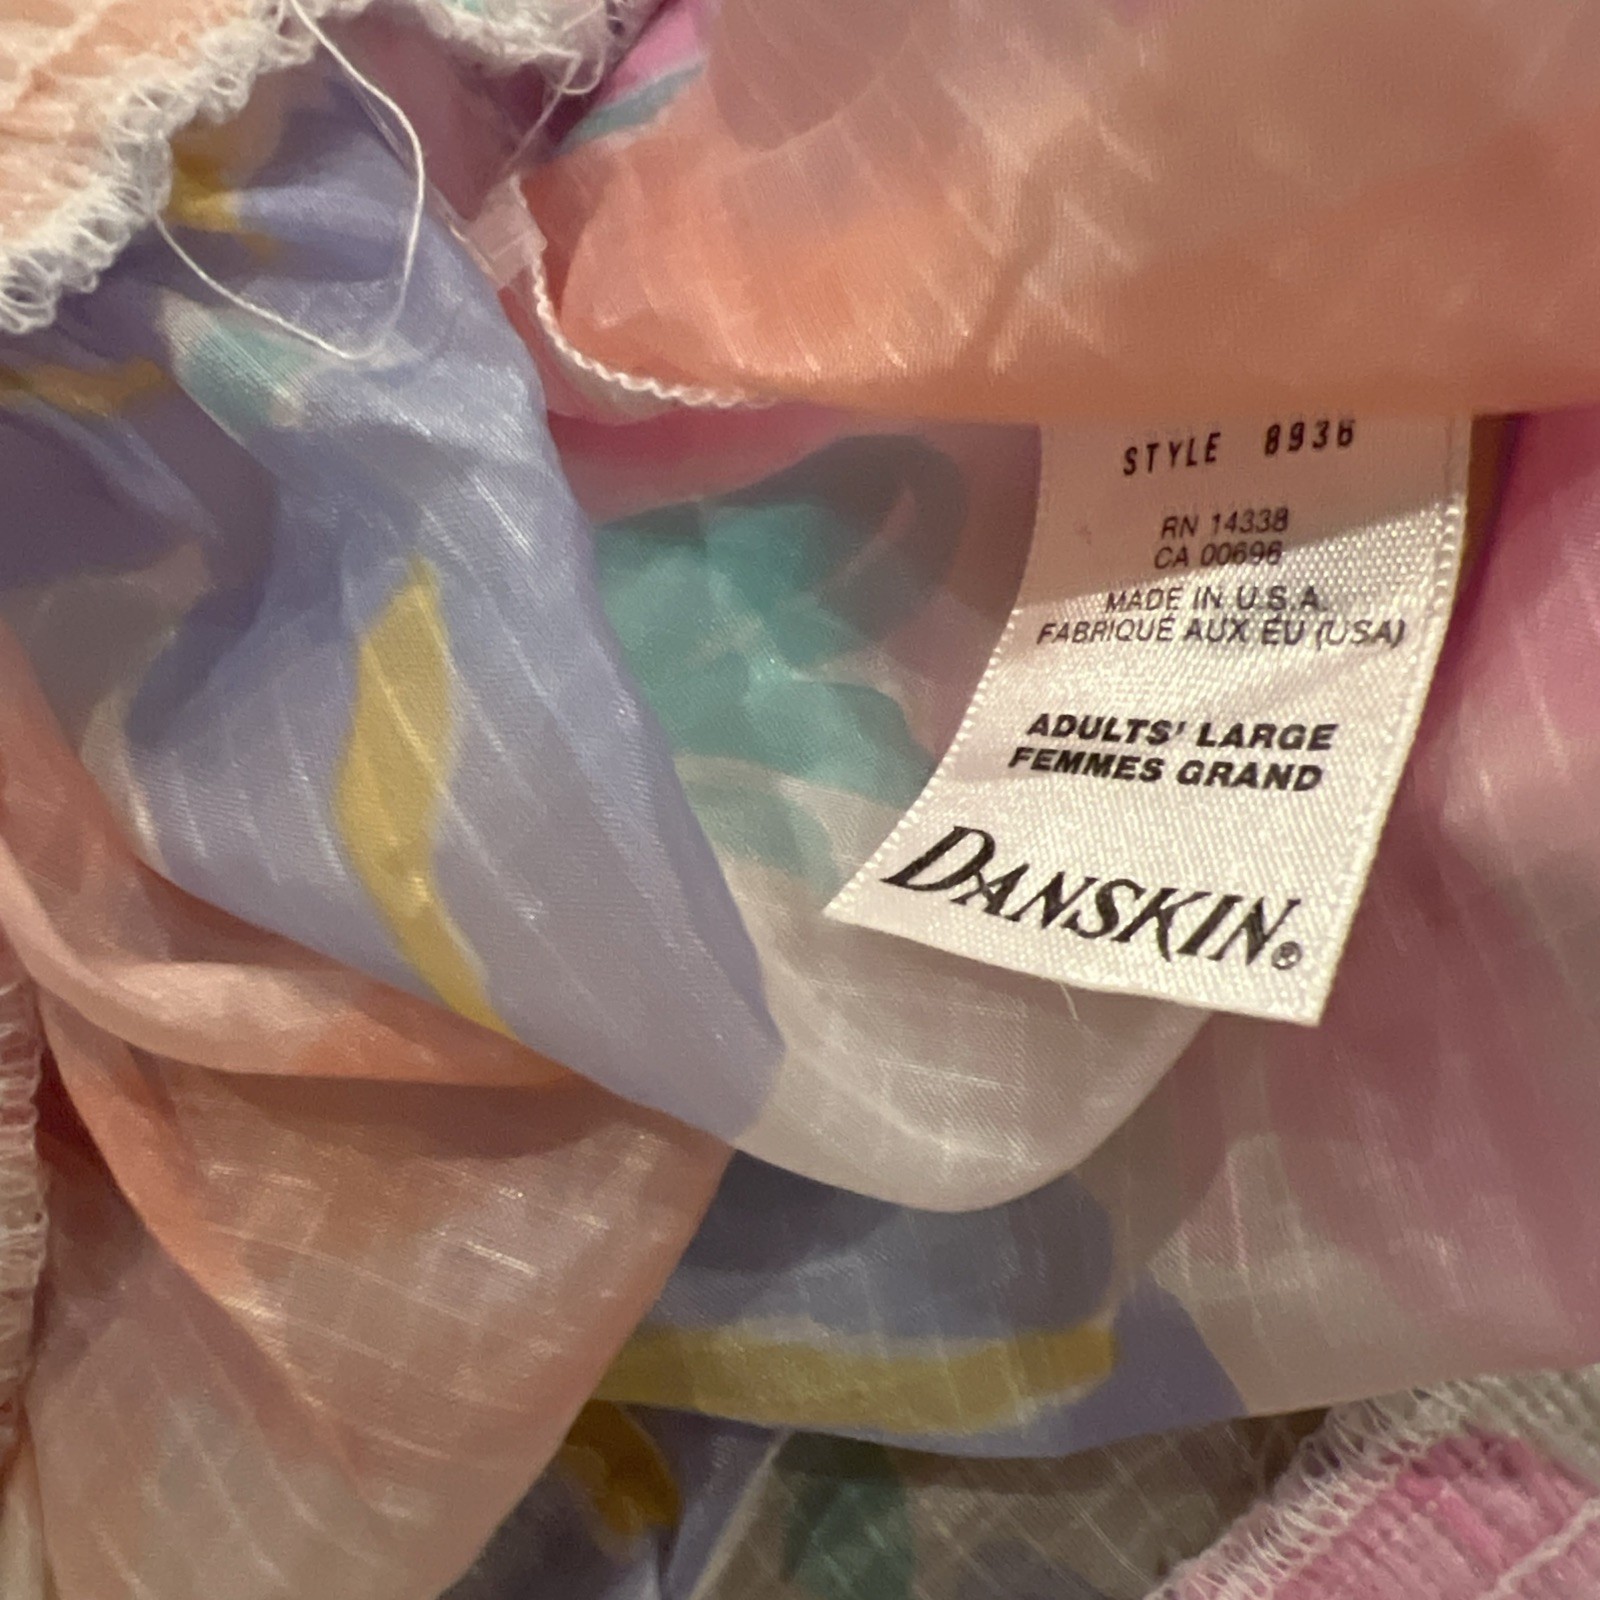 STYLE 8936
RN 14338
CA 00696
MADE IN U.S.A.
FABRIQUÉ AUX ÉU (USA)
ADULTS' LARGE
FEMMES GRAND
DANSKIN®